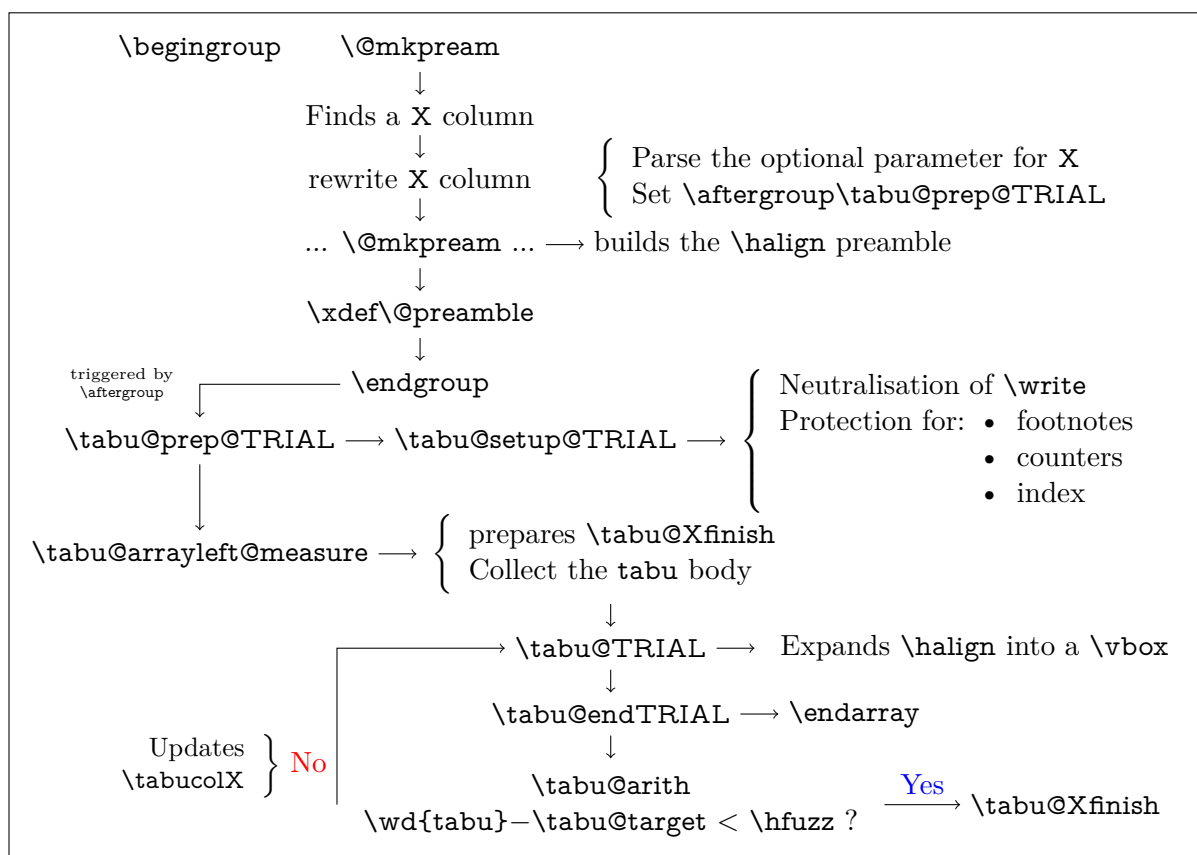 \begingroup \@mkpream
Finds a X column
rewrite X column
Parse the optional parameter for X
Set \aftergroup\tabu@prep@TRIAL
... \@mkpream ... ⟶ builds the \halign preamble
\xdef\@preamble
triggered by
\aftergroup
\endgroup
\tabu@prep@TRIAL ⟶ \tabu@setup@TRIAL ⟶
Neutralisation of \write
Protection for: • footnotes
• counters
• index
\tabu@arrayleft@measure ⟶
prepares \tabu@Xfinish
Collect the tabu body
\tabu@TRIAL ⟶ Expands \halign into a \vbox
\tabu@endTRIAL ⟶ \endarray
Updates
\tabucolX
No
\tabu@arith
\wd{tabu}−\tabu@target < \hfuzz ?
Yes
\tabu@Xfinish